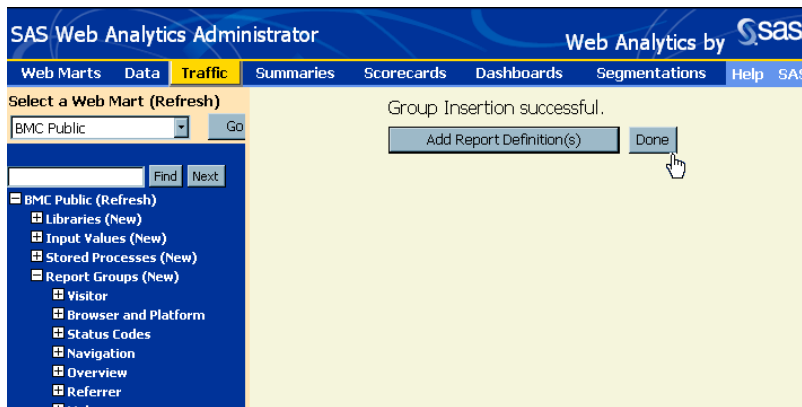 SAS Web Analytics Administrator
Web Analytics by
sas
Web Marts Data Traffic Summaries Scorecards Dashboards Segmentations Help SAS
Select a Web Mart (Refresh)
BMC Public Go
Group Insertion successful.
Add Report Definition(s) Done
Find Next
BMC Public (Refresh)
Libraries (New)
Input Values (New)
Stored Processes (New)
Report Groups (New)
Visitor
Browser and Platform
Status Codes
Navigation
Overview
Referrer